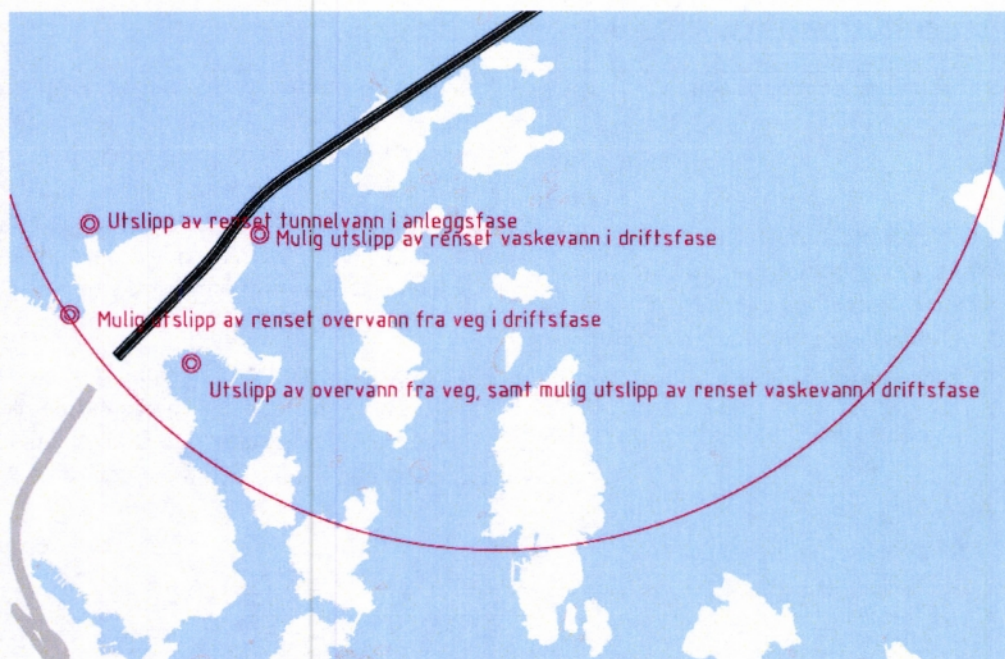 Utslipp av renset tunnelvann i anleggsfase
Mulig utslipp av renset vaskevann i driftsfase
Mulig utslipp av renset overvann fra veg i driftsfase
Utslipp av overvann fra veg, samt mulig utslipp av renset vaskevann i driftsfase